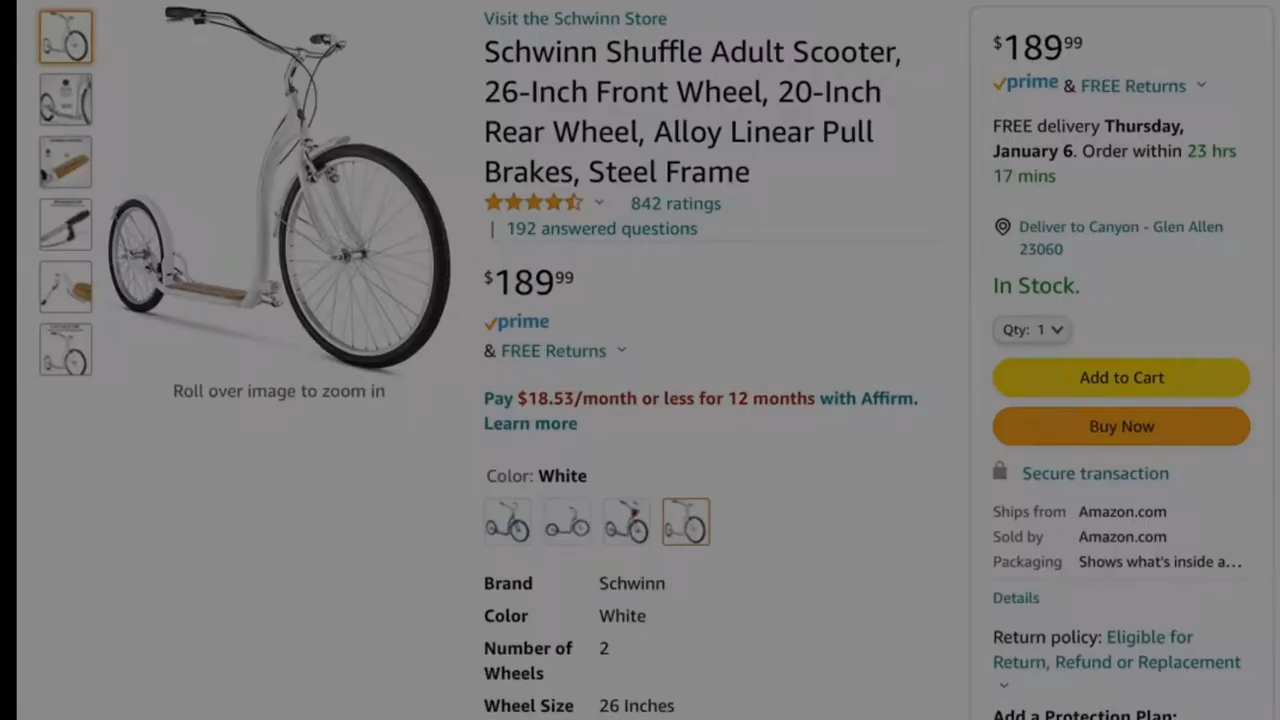 Visit the Schwinn Store
Schwinn Shuffle Adult Scooter,
26-Inch Front Wheel, 20-Inch
Rear Wheel, Alloy Linear Pull
Brakes, Steel Frame
842 ratings
| 192 answered questions
$189.99
prime
& FREE Returns
Pay $18.53/month or less for 12 months with Affirm.
Learn more
Color: White
Brand Schwinn
Color White
Number of Wheels 2
Wheel Size 26 Inches
Roll over image to zoom in
$189.99
prime & FREE Returns
FREE delivery Thursday,
January 6. Order within 23 hrs
17 mins
Deliver to Canyon - Glen Allen
23060
In Stock.
Qty: 1
Add to Cart
Buy Now
Secure transaction
Ships from Amazon.com
Sold by Amazon.com
Packaging Shows what's inside a...
Details
Return policy: Eligible for
Return, Refund or Replacement
Add a Protection Plan: